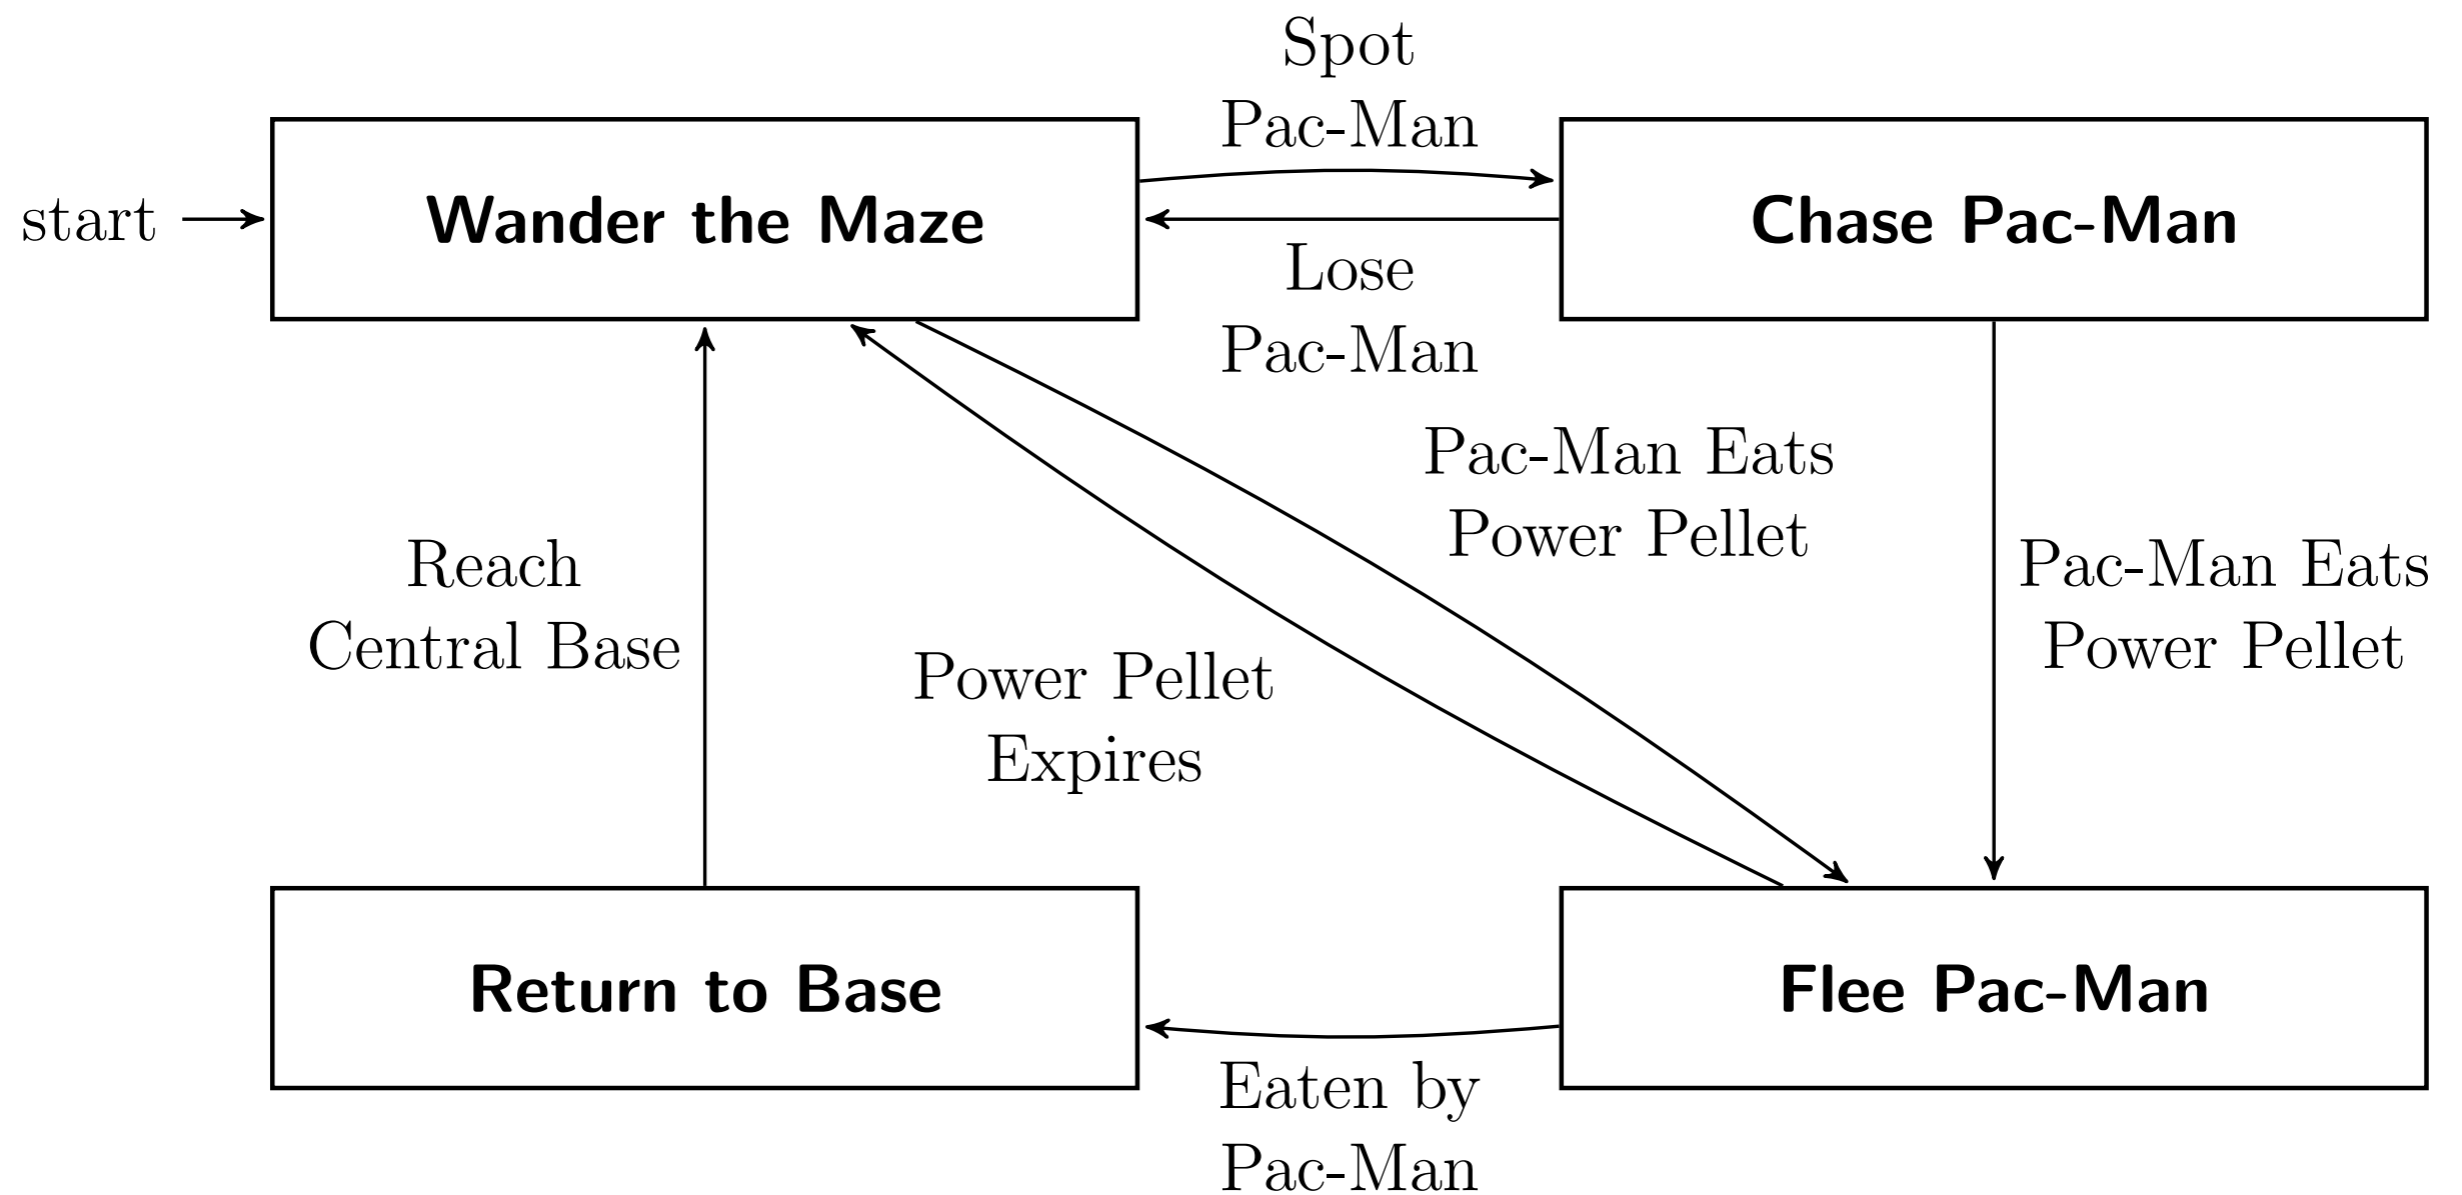 Spot
Pac-Man
start
Wander the Maze
Chase Pac-Man
Lose
Pac-Man
Pac-Man Eats
Power Pellet
Reach
Central Base
Pac-Man Eats
Power Pellet
Power Pellet
Expires
Return to Base
Flee Pac-Man
Eaten by
Pac-Man